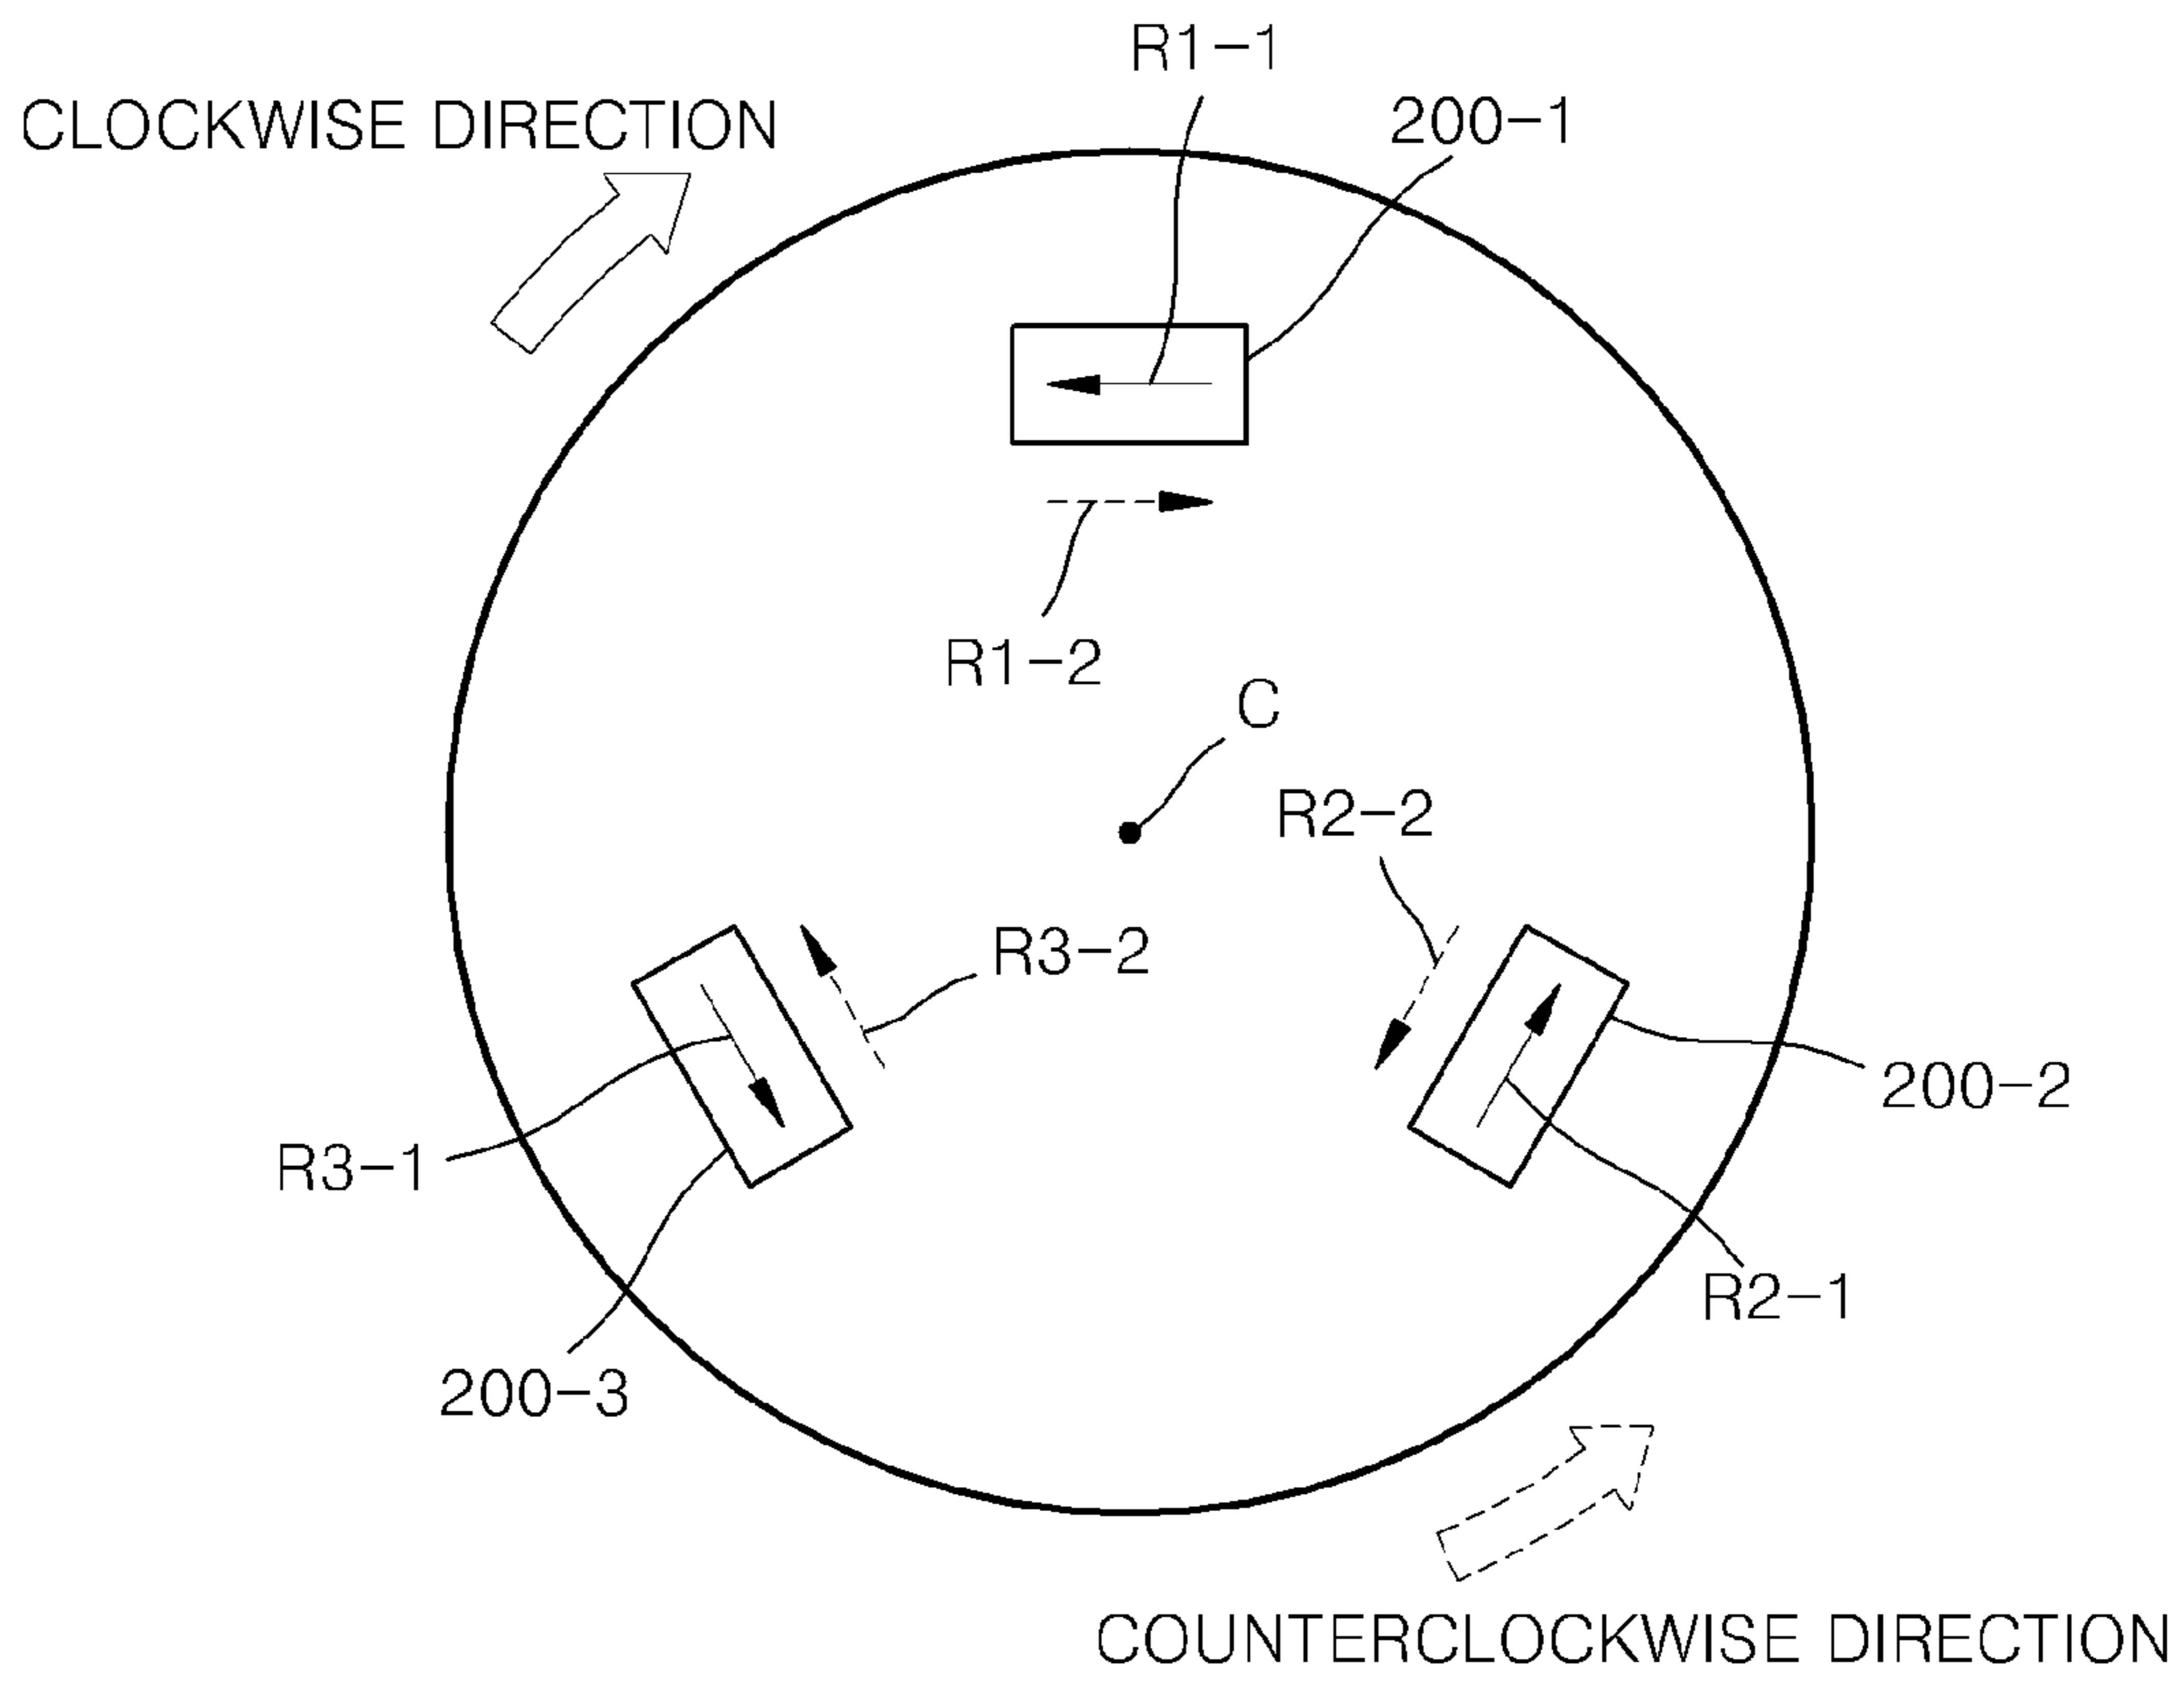 R1-1
CLOCKWISE DIRECTION
200-1
R1-2
C
R2-2
R3-2
200-2
R3-1
R2-1
200-3
COUNTERCLOCKWISE DIRECTION